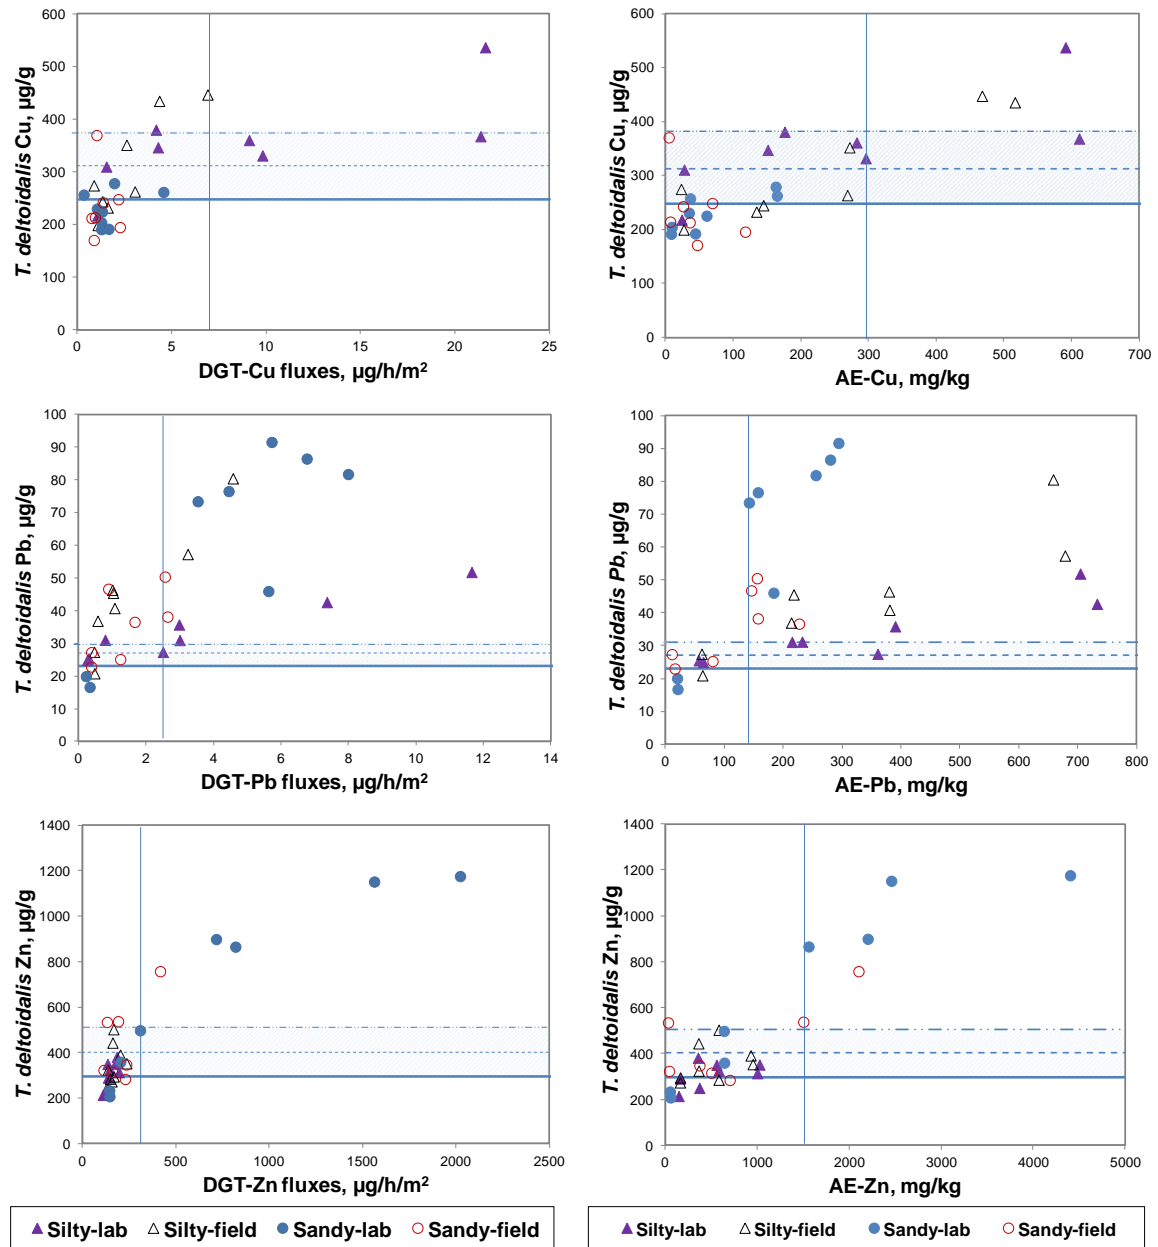 600
500
400
300
200
100
0
0 5 10 15 20 25
T. deltoidalis Cu, µg/g
DGT-Cu fluxes, µg/h/m²
600
500
400
300
200
100
0
0 100 200 300 400 500 600 700
T. deltoidalis Cu, µg/g
AE-Cu, mg/kg
100
90
80
70
60
50
40
30
20
10
0
0 2 4 6 8 10 12 14
T. deltoidalis Pb, µg/g
DGT-Pb fluxes, µg/h/m²
100
90
80
70
60
50
40
30
20
10
0
0 100 200 300 400 500 600 700 800
T. deltoidalis Pb, µg/g
AE-Pb, mg/kg
1400
1200
1000
800
600
400
200
0
0 500 1000 1500 2000 2500
T. deltoidalis Zn, µg/g
DGT-Zn fluxes, µg/h/m²
1400
1200
1000
800
600
400
200
0
0 1000 2000 3000 4000 5000
T. deltoidalis Zn, µg/g
AE-Zn, mg/kg
Silty-lab Silty-field Sandy-lab Sandy-field
Silty-lab Silty-field Sandy-lab Sandy-field